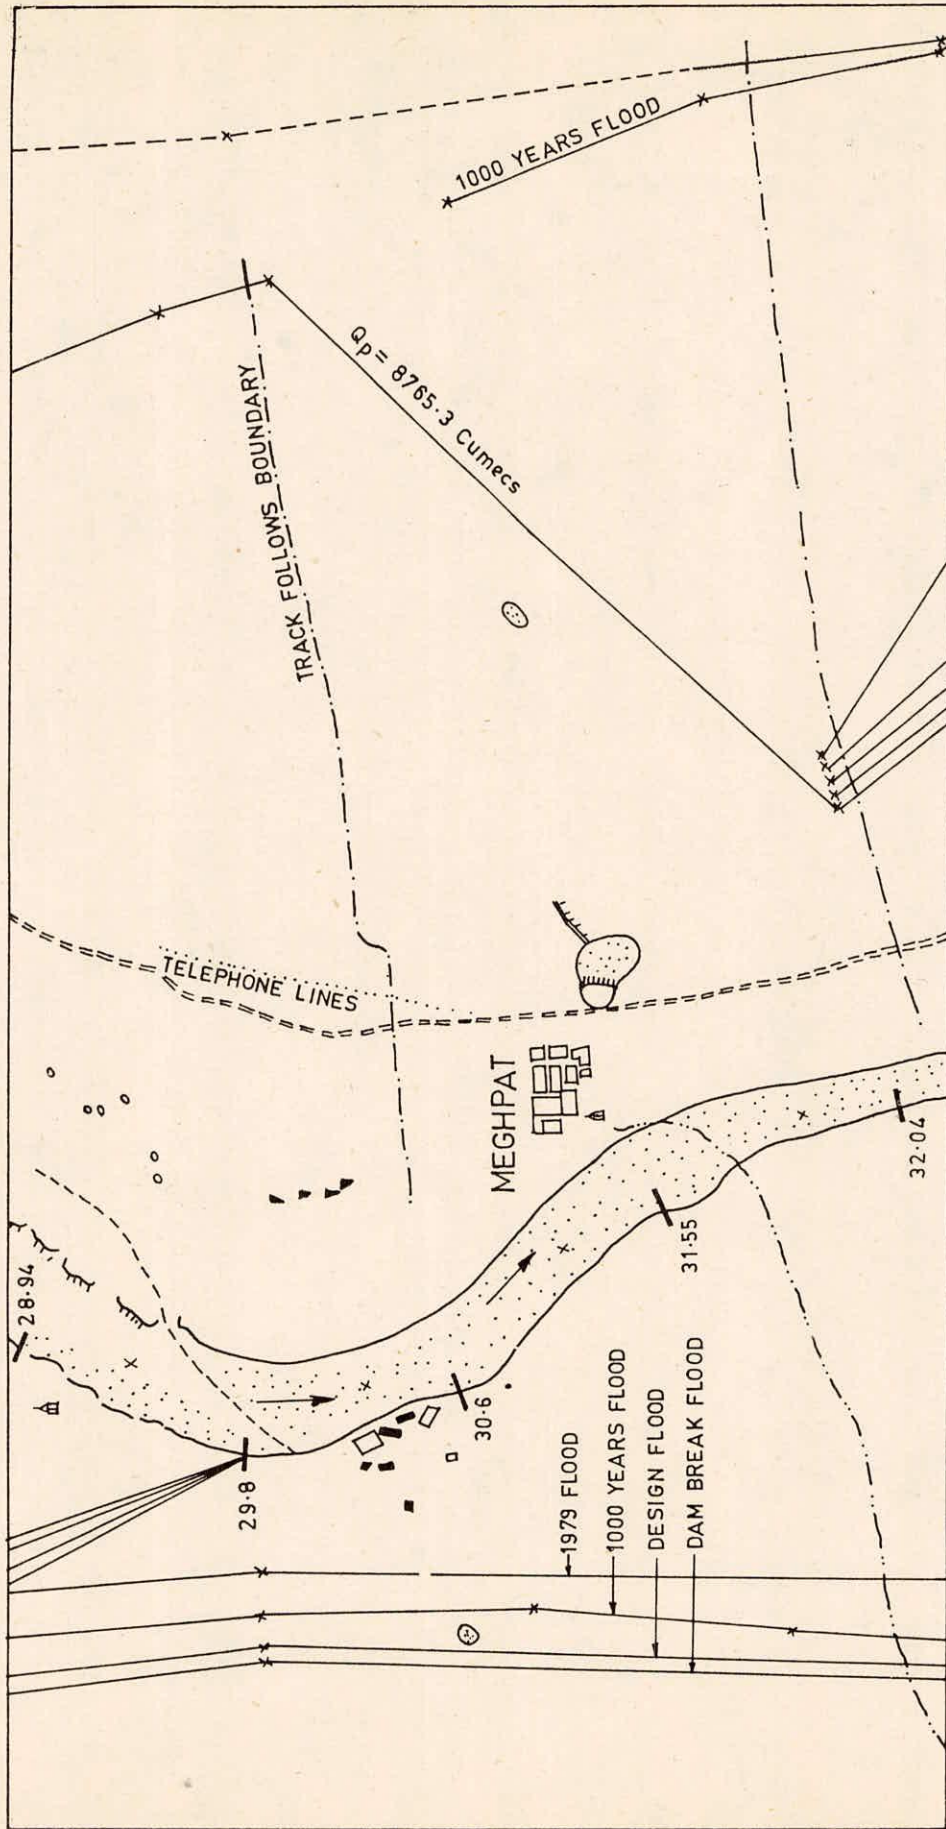 1000 YEARS FLOOD
Qp = 8765·3 Cumecs
TRACK FOLLOWS BOUNDARY
TELEPHONE LINES
MEGHPAT
28·94
29·8
30·6
31·55
32·04
1979 FLOOD
1000 YEARS FLOOD
DESIGN FLOOD
DAM BREAK FLOOD